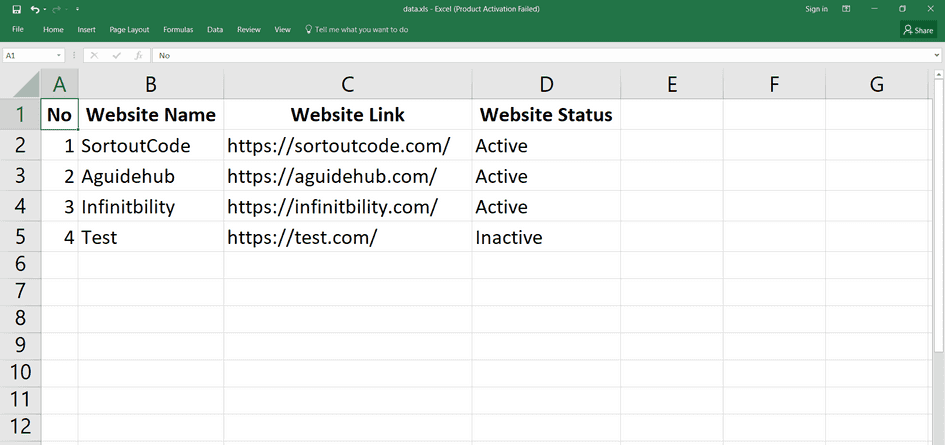 data.xls - Excel (Product Activation Failed)
Sign in
File Home Insert Page Layout Formulas Data Review View Tell me what you want to do
Share
A1 fx No
A B C D E F G
1 No Website Name Website Link Website Status
2 1 SortoutCode https://sortoutcode.com/ Active
3 2 Aguidehub https://aguidehub.com/ Active
4 3 Infinitbility https://infinitbility.com/ Active
5 4 Test https://test.com/ Inactive
6
7
8
9
10
11
12